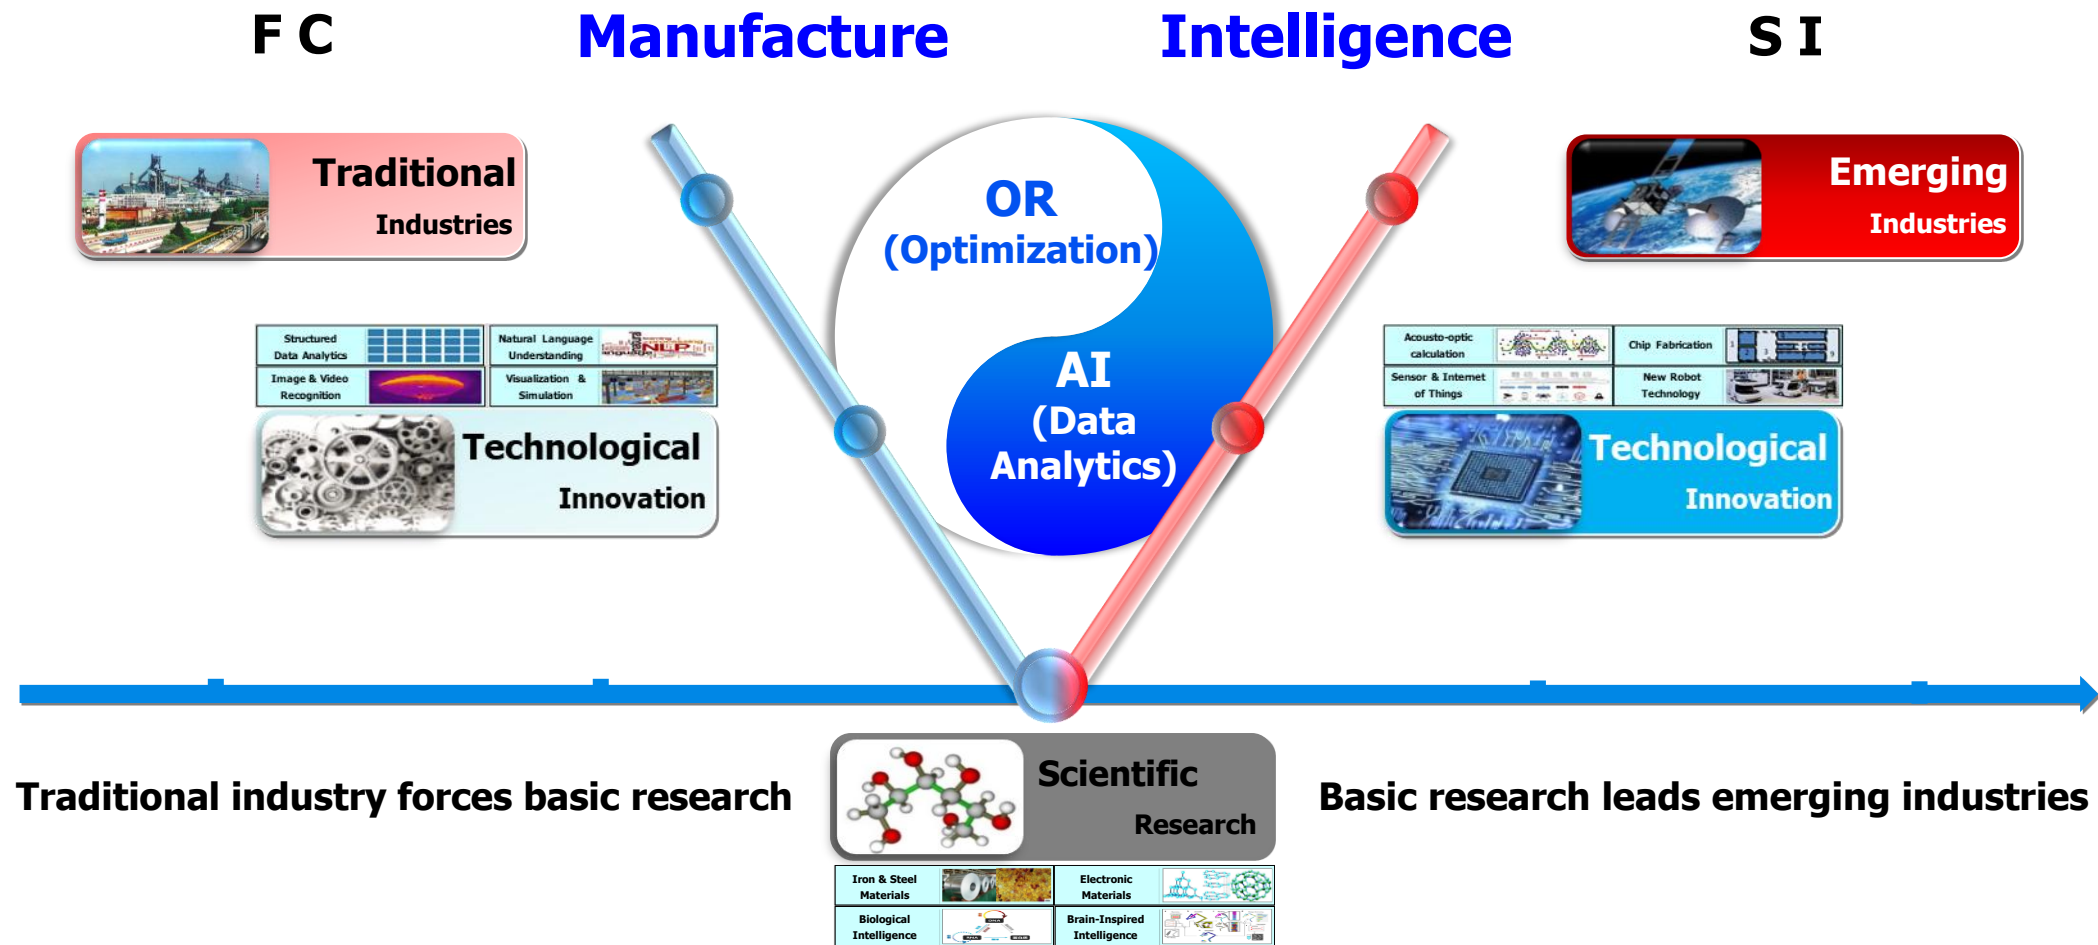 F C
Manufacture
Intelligence
S I
Traditional
Industries
OR
(Optimization)
AI
(Data
Analytics)
Emerging
Industries
Structured
Data Analytics
Natural Language
Understanding
NLP
Image & Video
Recognition
Visualization &
Simulation
Technological
Innovation
Acousto-optic
calculation
Chip Fabrication
Sensor & Internet
of Things
New Robot
Technology
Technological
Innovation
Traditional industry forces basic research
Scientific
Research
Basic research leads emerging industries
Iron & Steel
Materials
Electronic
Materials
Biological
Intelligence
Brain-Inspired
Intelligence